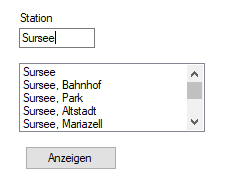 Station
Sursee
Sursee
Sursee, Bahnhof
Sursee, Park
Sursee, Altstadt
Sursee, Mariazell
Anzeigen